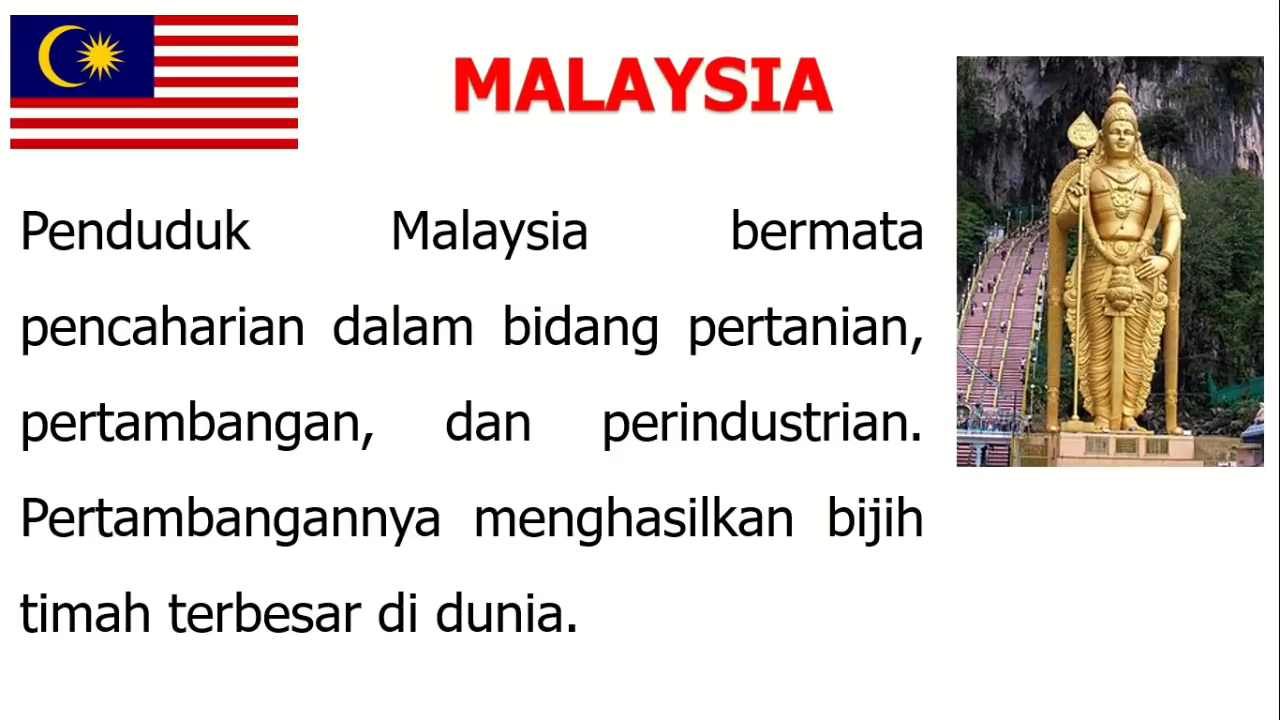 MALAYSIA
Penduduk Malaysia bermata
pencaharian dalam bidang pertanian,
pertambangan, dan perindustrian.
Pertambangannya menghasilkan bijih
timah terbesar di dunia.